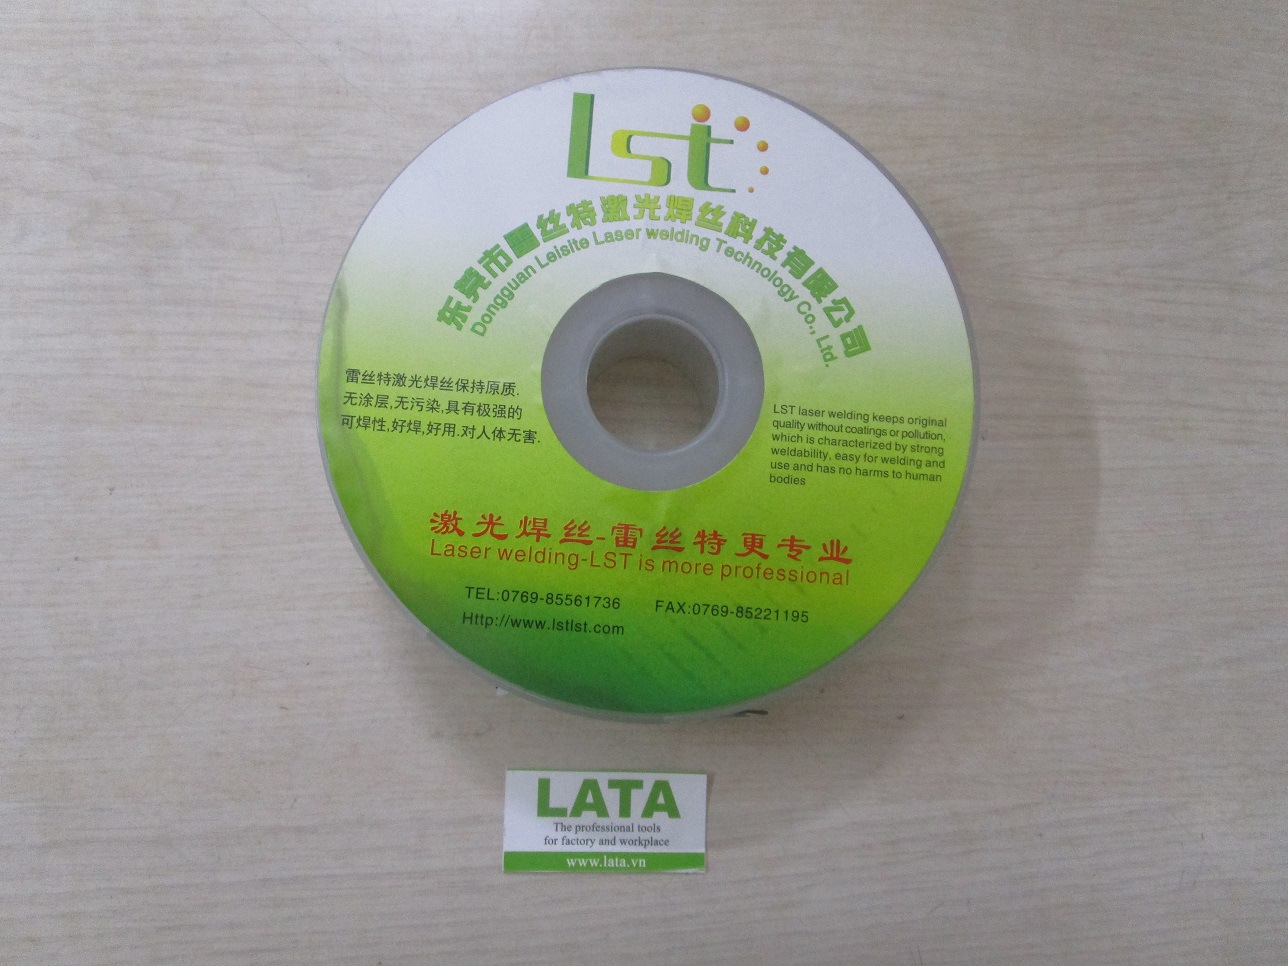 lst
东莞市雷丝特激光焊丝科技有限公司
Dongguan Leisite Laser welding Technology Co., Ltd.
雷丝特激光焊丝保持原质.
无涂层,无污染,具有极强的
可焊性,好焊,好用.对人体无害.
LST laser welding keeps original
quality without coatings or pollution,
which is characterized by strong
weldability, easy for welding and
use and has no harms to human
bodies
激光焊丝-雷丝特更专业
Laser welding-LST is more professional
TEL:0769-85561736 FAX:0769-85221195
Http://www.lstlst.com
LATA
The professional tools
for factory and workplace
www.lata.vn